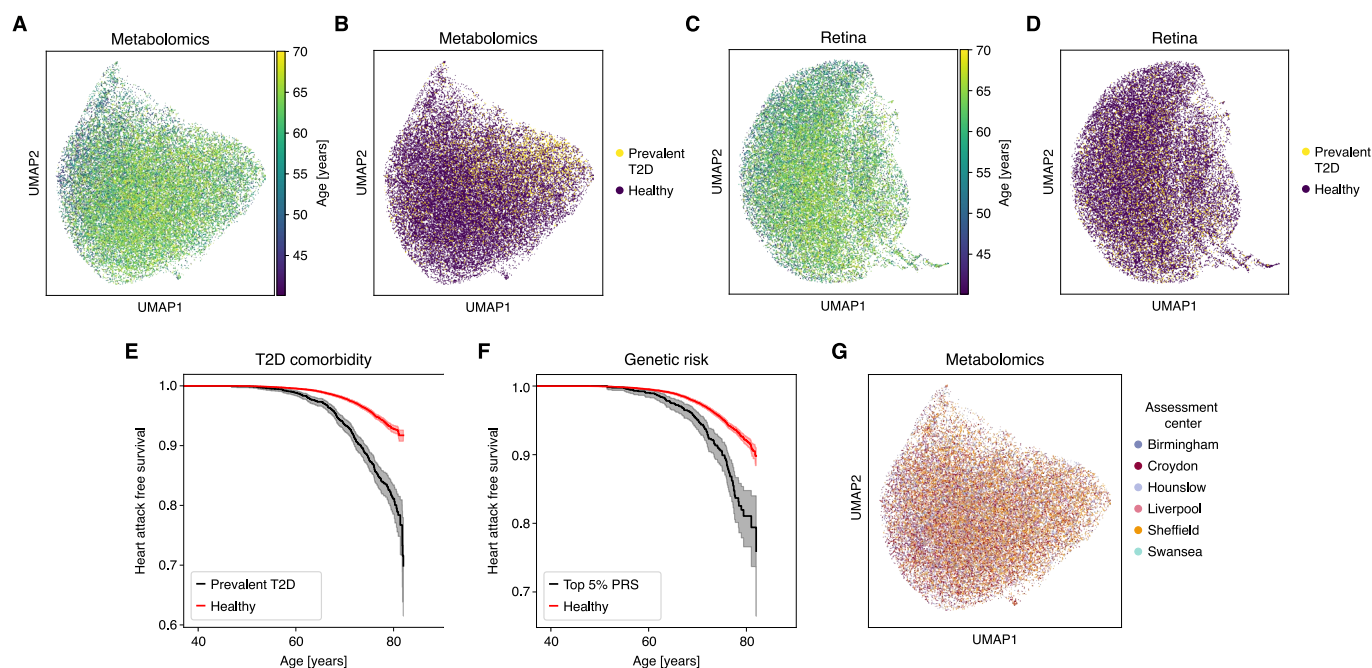 A
Metabolomics
UMAP2
UMAP1
70
65
60
55
50
45
Age [years]
B
Metabolomics
UMAP2
UMAP1
Prevalent
T2D
Healthy
C
Retina
UMAP2
UMAP1
70
65
60
55
50
45
Age [years]
D
Retina
UMAP2
UMAP1
Prevalent
T2D
Healthy
E
T2D comorbidity
Heart attack free survival
1.0
0.9
0.8
0.7
0.6
Prevalent T2D
Healthy
40
60
80
Age [years]
F
Genetic risk
Heart attack free survival
1.0
0.9
0.8
0.7
Top 5% PRS
Healthy
40
60
80
Age [years]
G
Metabolomics
UMAP2
UMAP1
Assessment
center
Birmingham
Croydon
Hounslow
Liverpool
Sheffield
Swansea